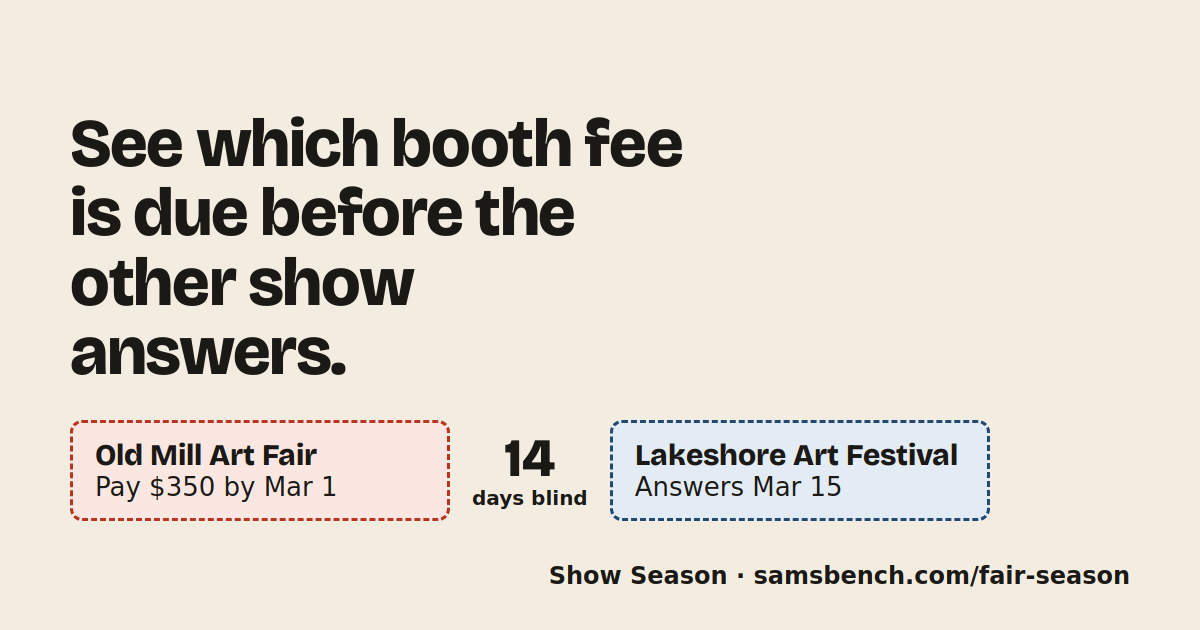 See which booth fee
is due before the
other show
answers.
Old Mill Art Fair
Pay $350 by Mar 1
14
days blind
Lakeshore Art Festival
Answers Mar 15
Show Season · samsbench.com/fair-season